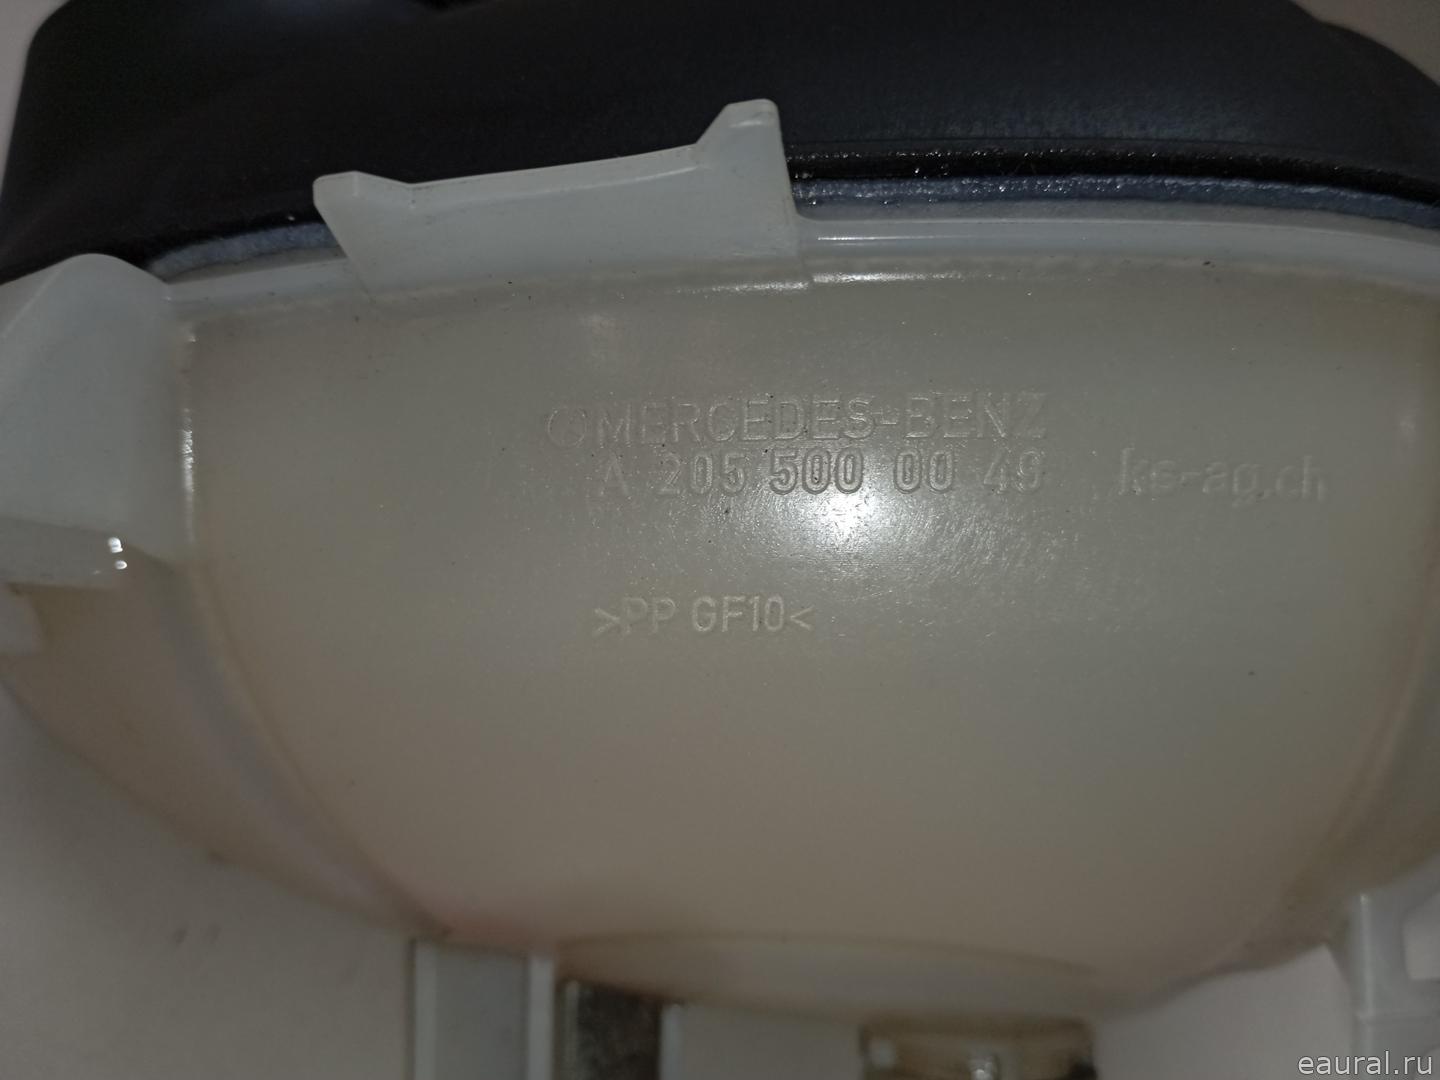 MERCEDES-BENZ
A 205 500 00 49 ks-ag.ch
>PP GF10<
eaural.ru